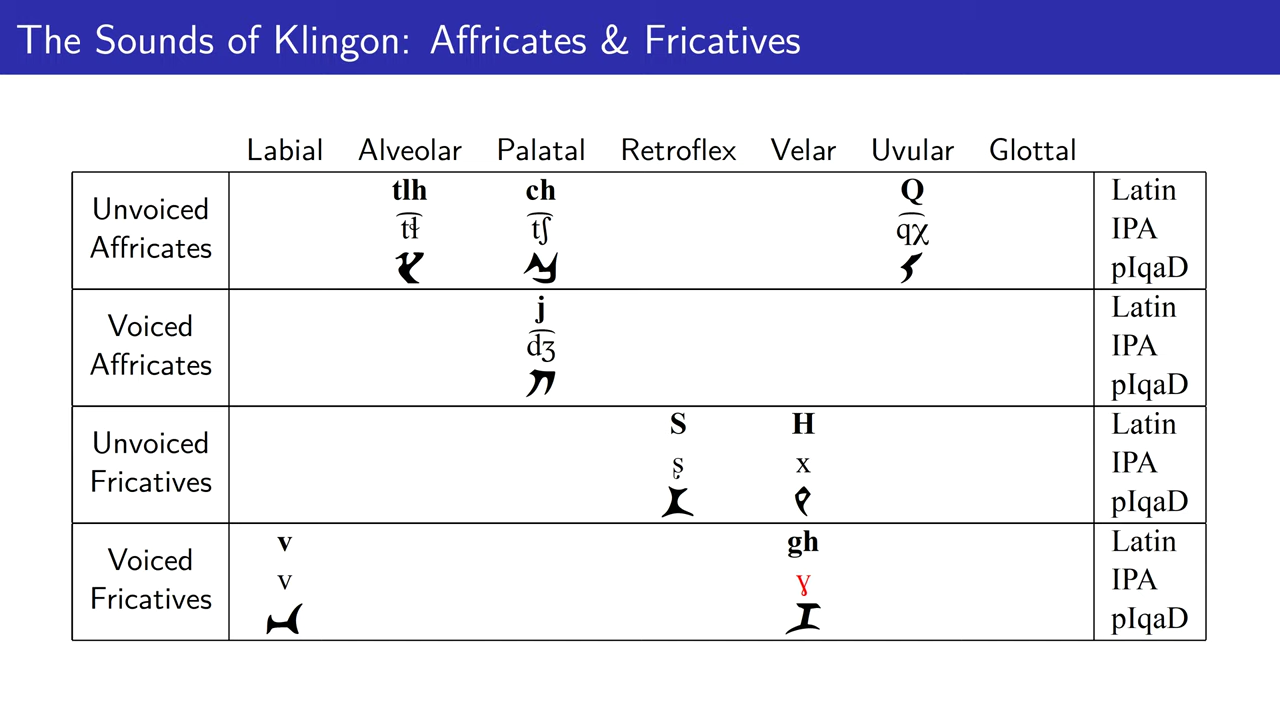 The Sounds of Klingon: Affricates & Fricatives
Labial Alveolar Palatal Retroflex Velar Uvular Glottal
Unvoiced Affricates
tlh ch Q Latin
t͡ɬ t͡ʃ q͡χ IPA
   pIqaD
Voiced Affricates
j Latin
d͡ʒ IPA
 pIqaD
Unvoiced Fricatives
S H Latin
ʂ x IPA
  pIqaD
Voiced Fricatives
v gh Latin
v ɣ IPA
  pIqaD